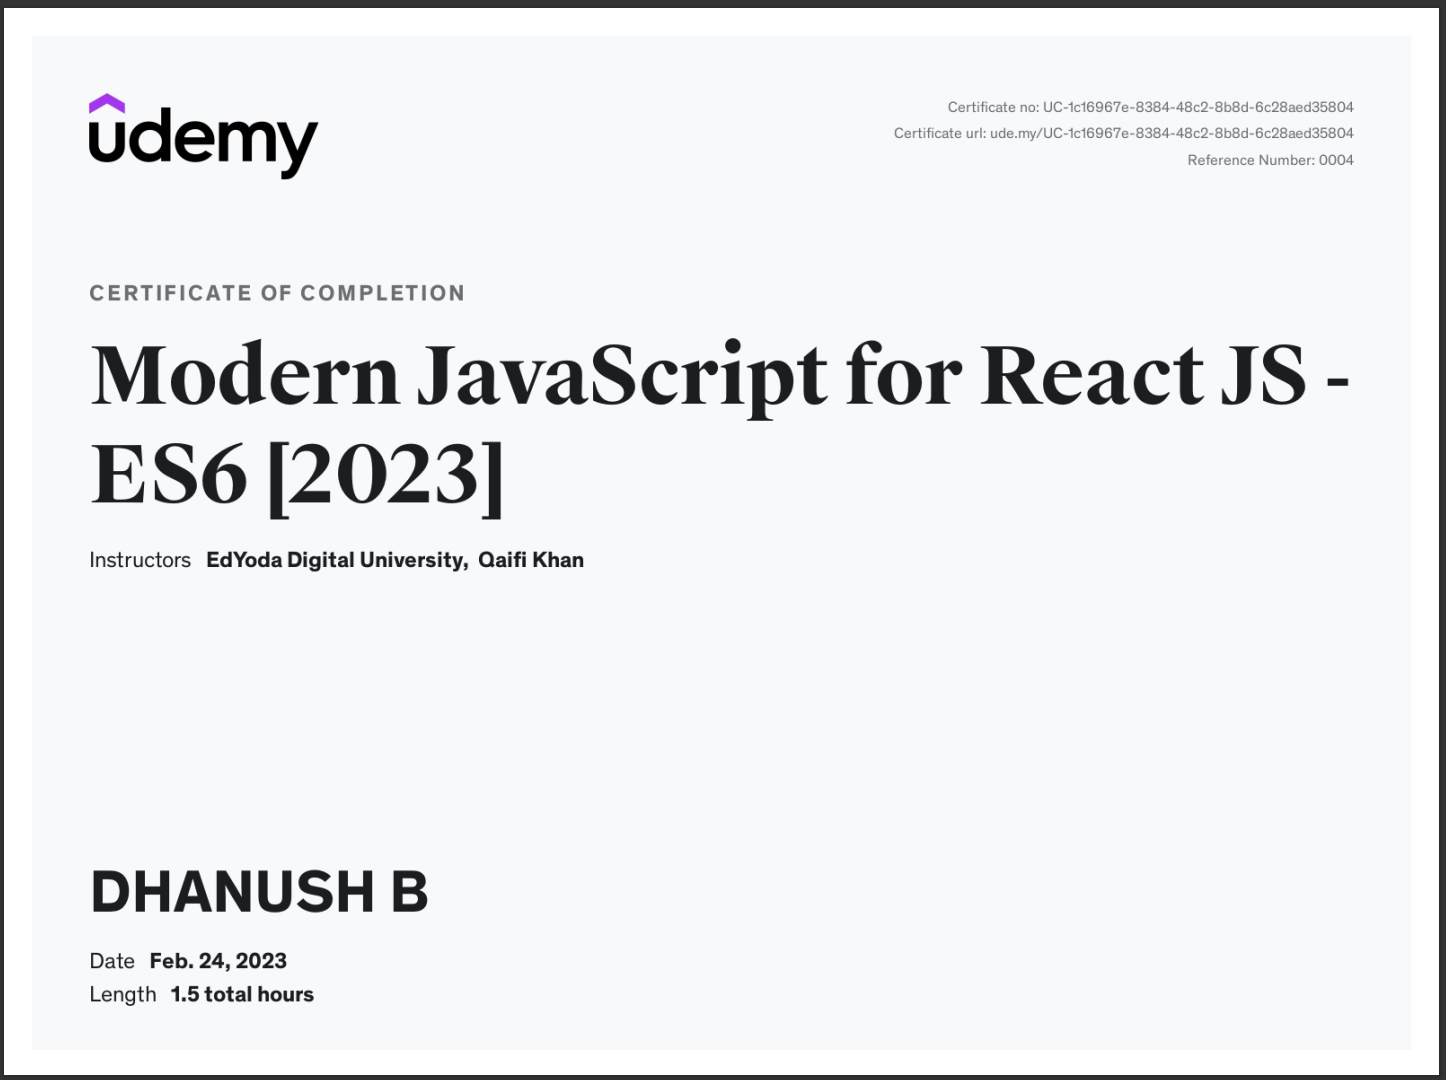 udemy
Certificate no: UC-1c16967e-8384-48c2-8b8d-6c28aed35804
Certificate url: ude.my/UC-1c16967e-8384-48c2-8b8d-6c28aed35804
Reference Number: 0004
CERTIFICATE OF COMPLETION
Modern JavaScript for React JS -
ES6 [2023]
Instructors EdYoda Digital University, Qaifi Khan
DHANUSH B
Date Feb. 24, 2023
Length 1.5 total hours